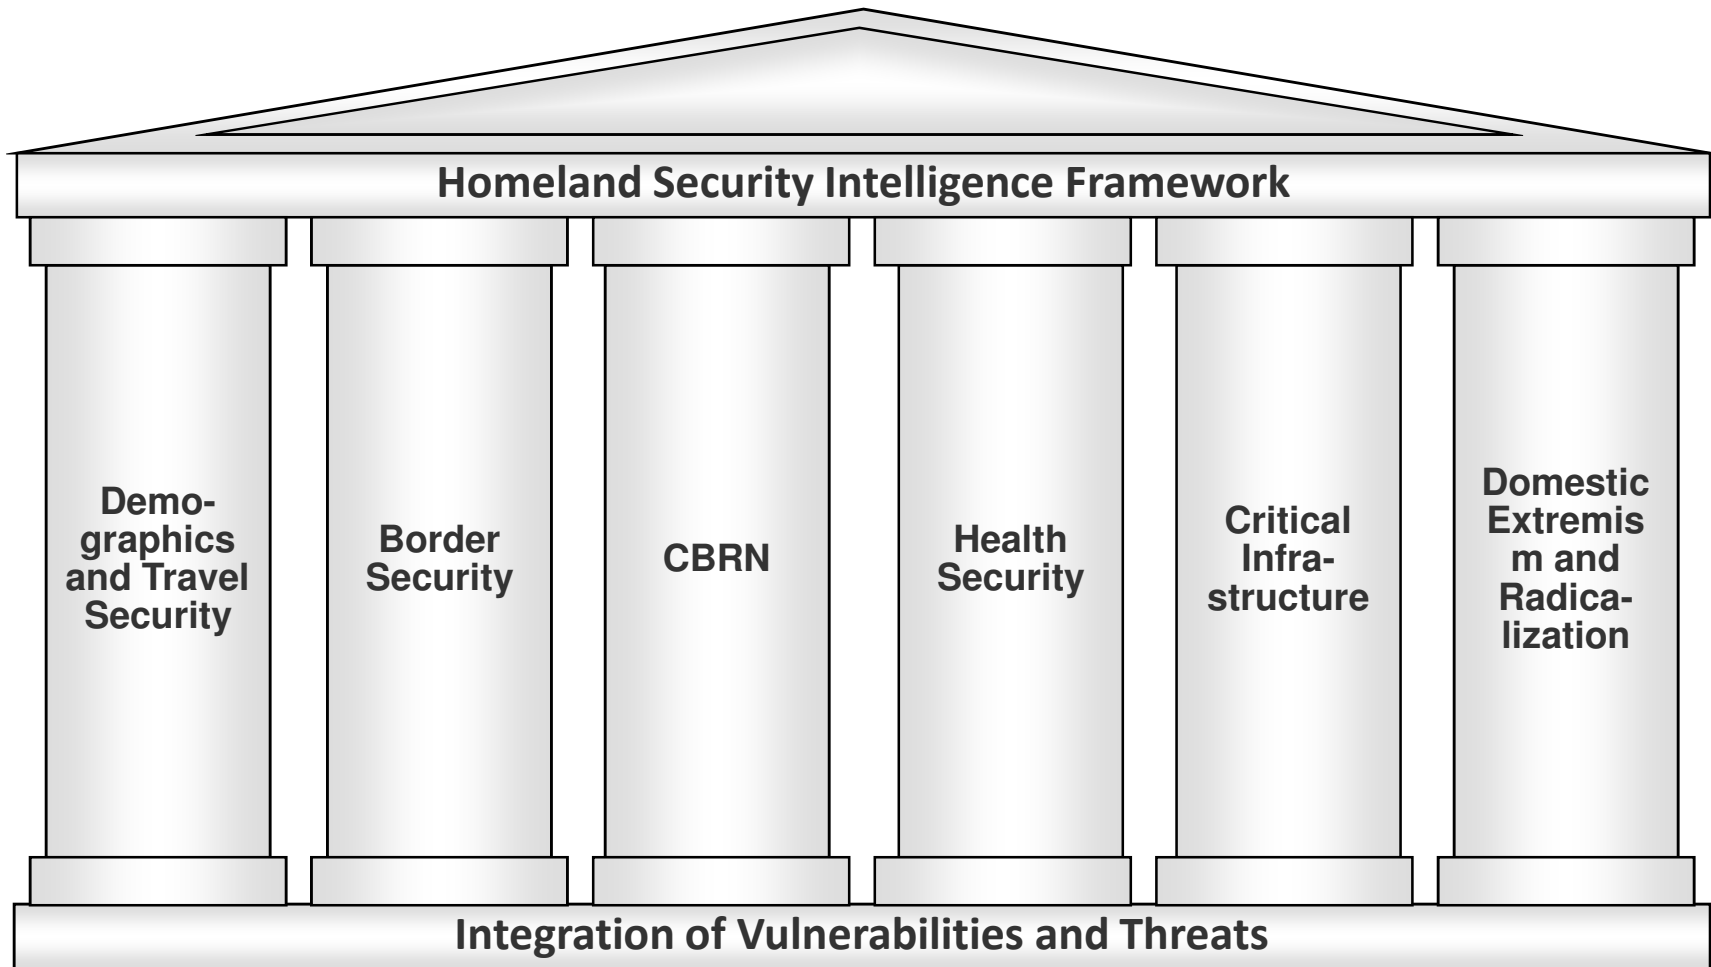 Homeland Security Intelligence Framework
Demo-
graphics
and Travel
Security
Border
Security
CBRN
Health
Security
Critical
Infra-
structure
Domestic
Extremis
m and
Radica-
lization
Integration of Vulnerabilities and Threats